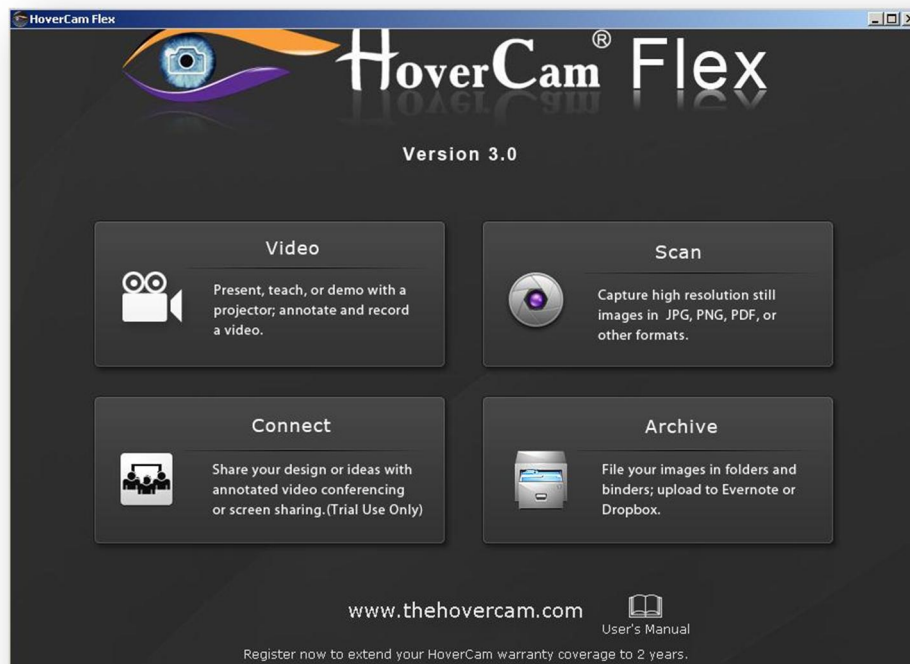 HoverCam Flex
HoverCam® Flex
Version 3.0
Video
Present, teach, or demo with a
projector; annotate and record
a video.
Scan
Capture high resolution still
images in JPG, PNG, PDF, or
other formats.
Connect
Share your design or ideas with
annotated video conferencing
or screen sharing.(Trial Use Only)
Archive
File your images in folders and
binders; upload to Evernote or
Dropbox.
www.thehovercam.com
User's Manual
Register now to extend your HoverCam warranty coverage to 2 years.